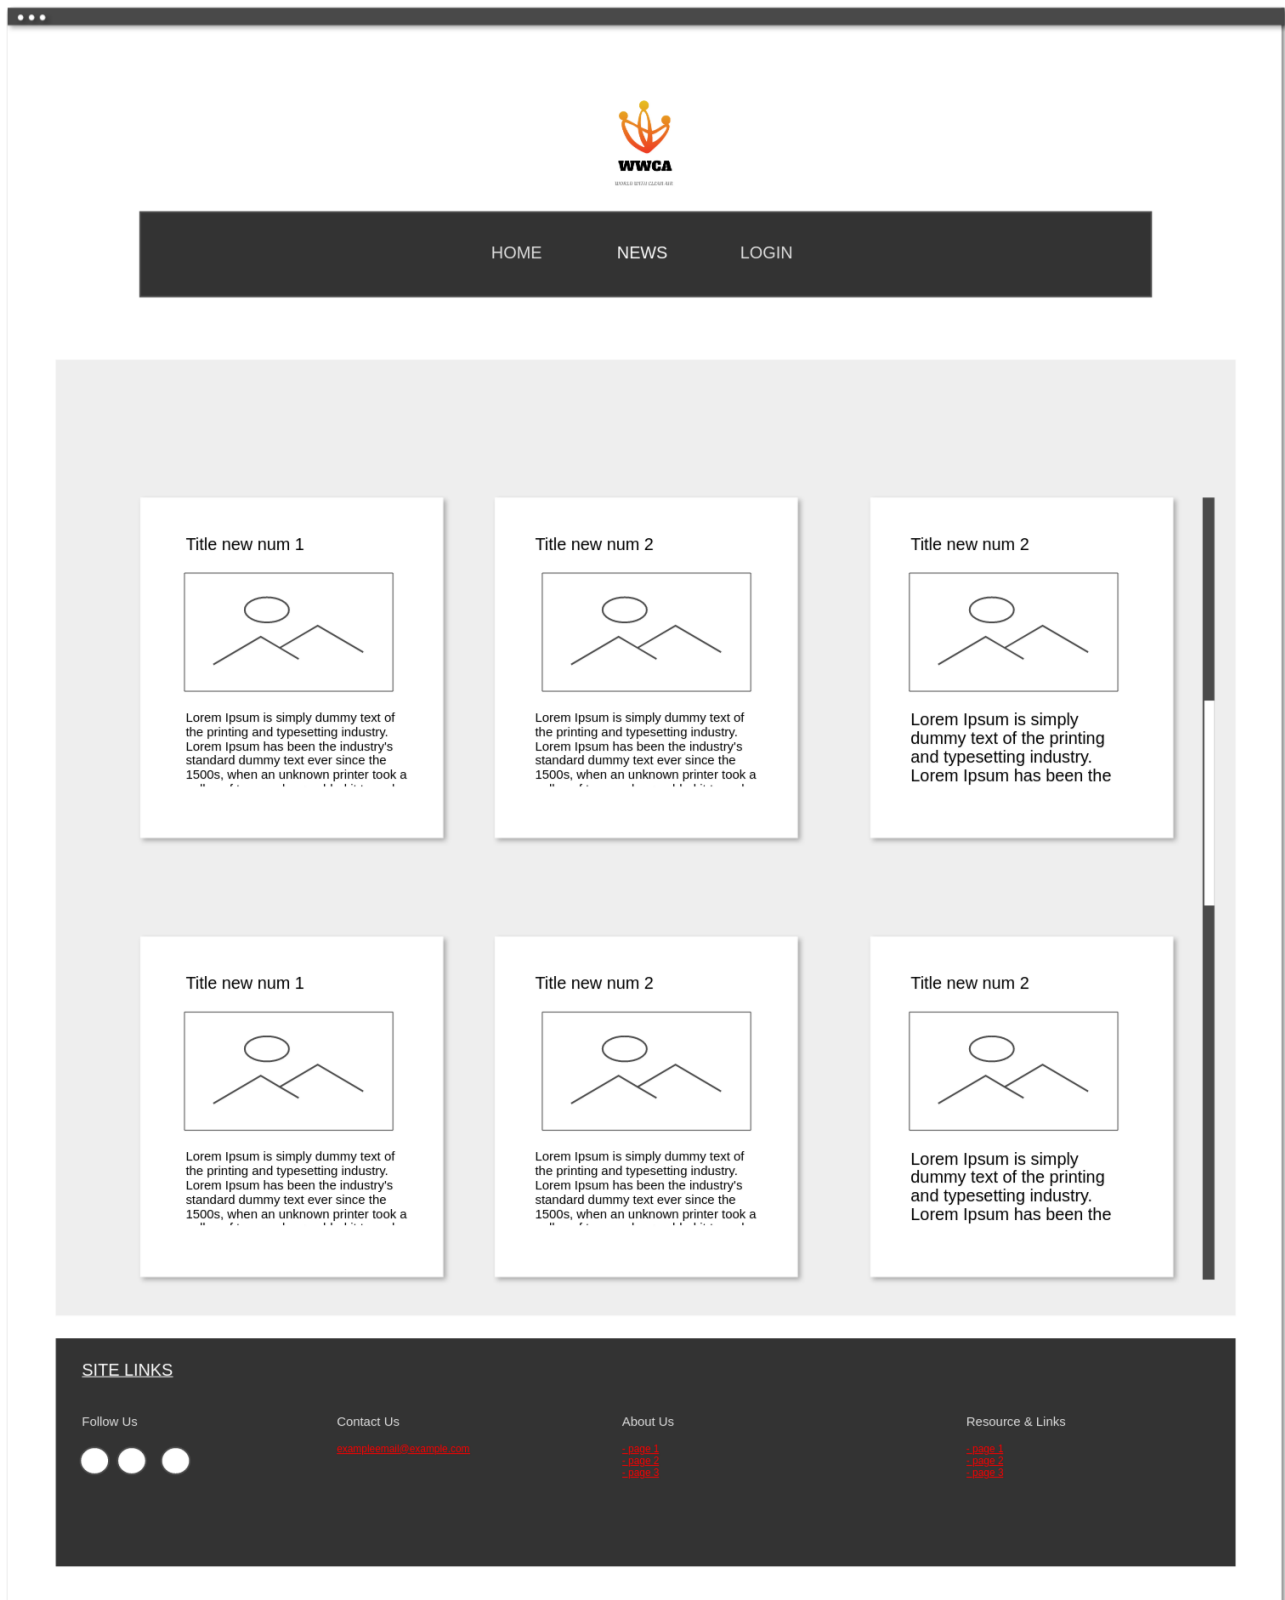 WWCA
WORLD WITH CLEAR AIR
HOME NEWS LOGIN
Title new num 1
Lorem Ipsum is simply dummy text of
the printing and typesetting industry.
Lorem Ipsum has been the industry's
standard dummy text ever since the
1500s, when an unknown printer took a
Title new num 2
Lorem Ipsum is simply dummy text of
the printing and typesetting industry.
Lorem Ipsum has been the industry's
standard dummy text ever since the
1500s, when an unknown printer took a
Title new num 2
Lorem Ipsum is simply
dummy text of the printing
and typesetting industry.
Lorem Ipsum has been the
Title new num 1
Lorem Ipsum is simply dummy text of
the printing and typesetting industry.
Lorem Ipsum has been the industry's
standard dummy text ever since the
1500s, when an unknown printer took a
Title new num 2
Lorem Ipsum is simply dummy text of
the printing and typesetting industry.
Lorem Ipsum has been the industry's
standard dummy text ever since the
1500s, when an unknown printer took a
Title new num 2
Lorem Ipsum is simply
dummy text of the printing
and typesetting industry.
Lorem Ipsum has been the
SITE LINKS
Follow Us
Contact Us
exampleemail@example.com
About Us
- page 1
- page 2
- page 3
Resource & Links
- page 1
- page 2
- page 3